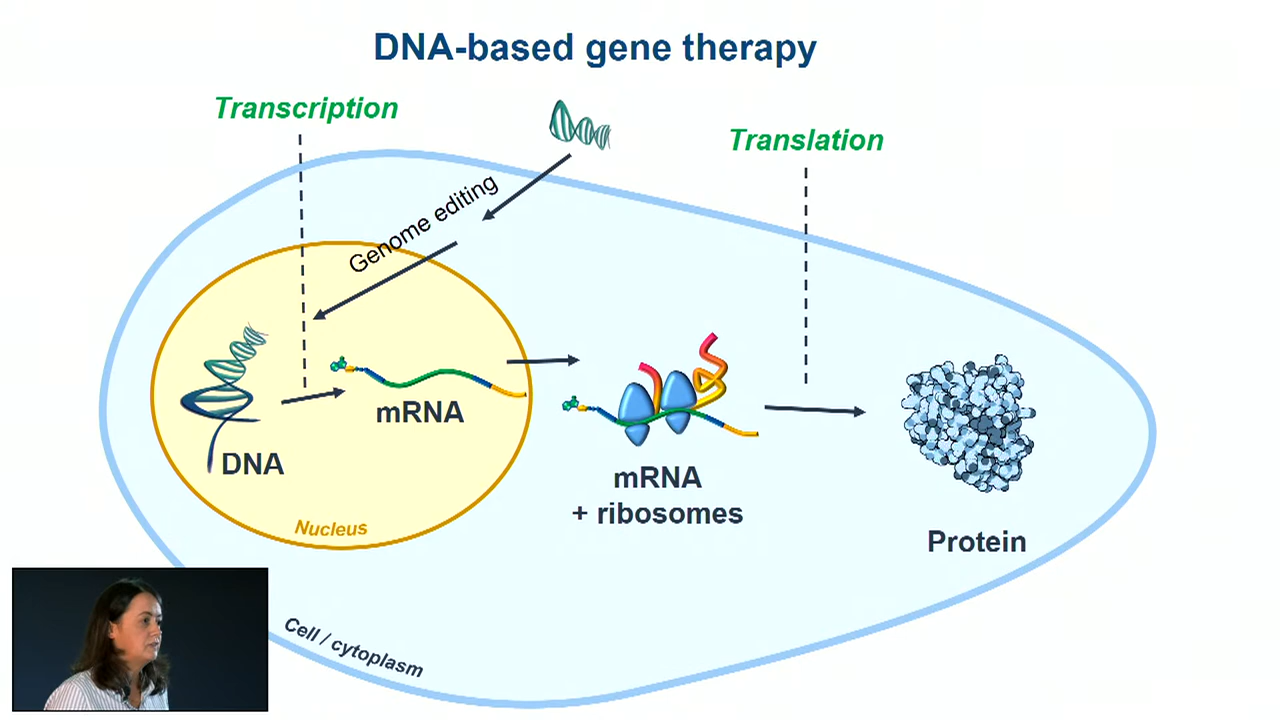 DNA-based gene therapy
Transcription
Translation
Genome editing
DNA
mRNA
mRNA
+ ribosomes
Protein
Nucleus
Cell / cytoplasm